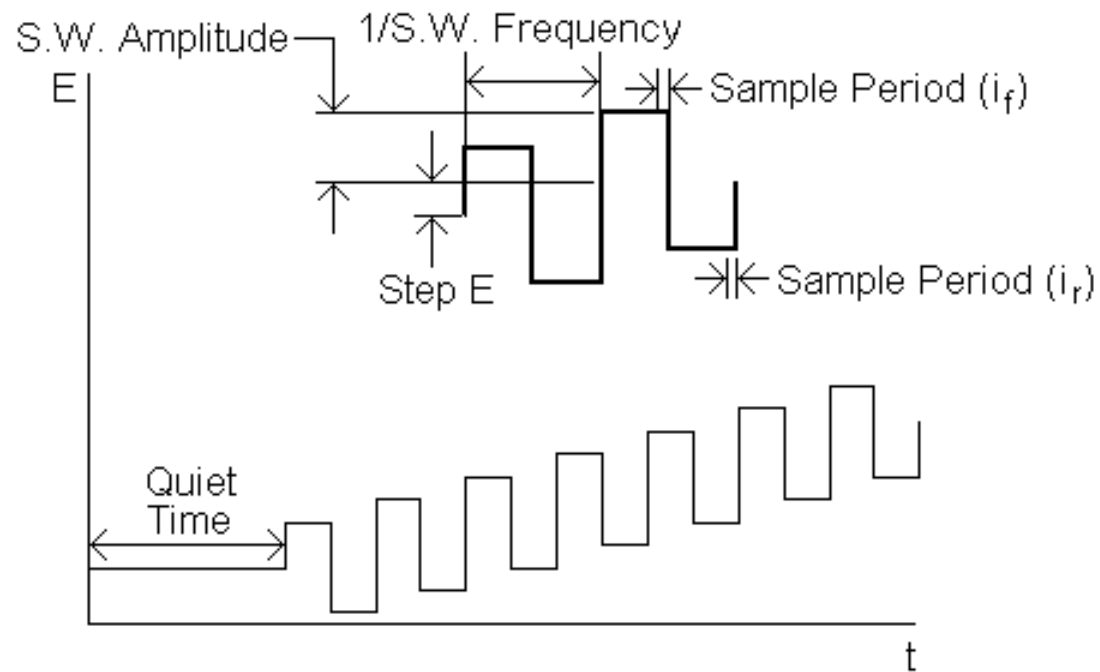 1/S.W. Frequency
S.W. Amplitude
E
Sample Period (i_f)
Step E
Sample Period (i_r)
Quiet
Time
t